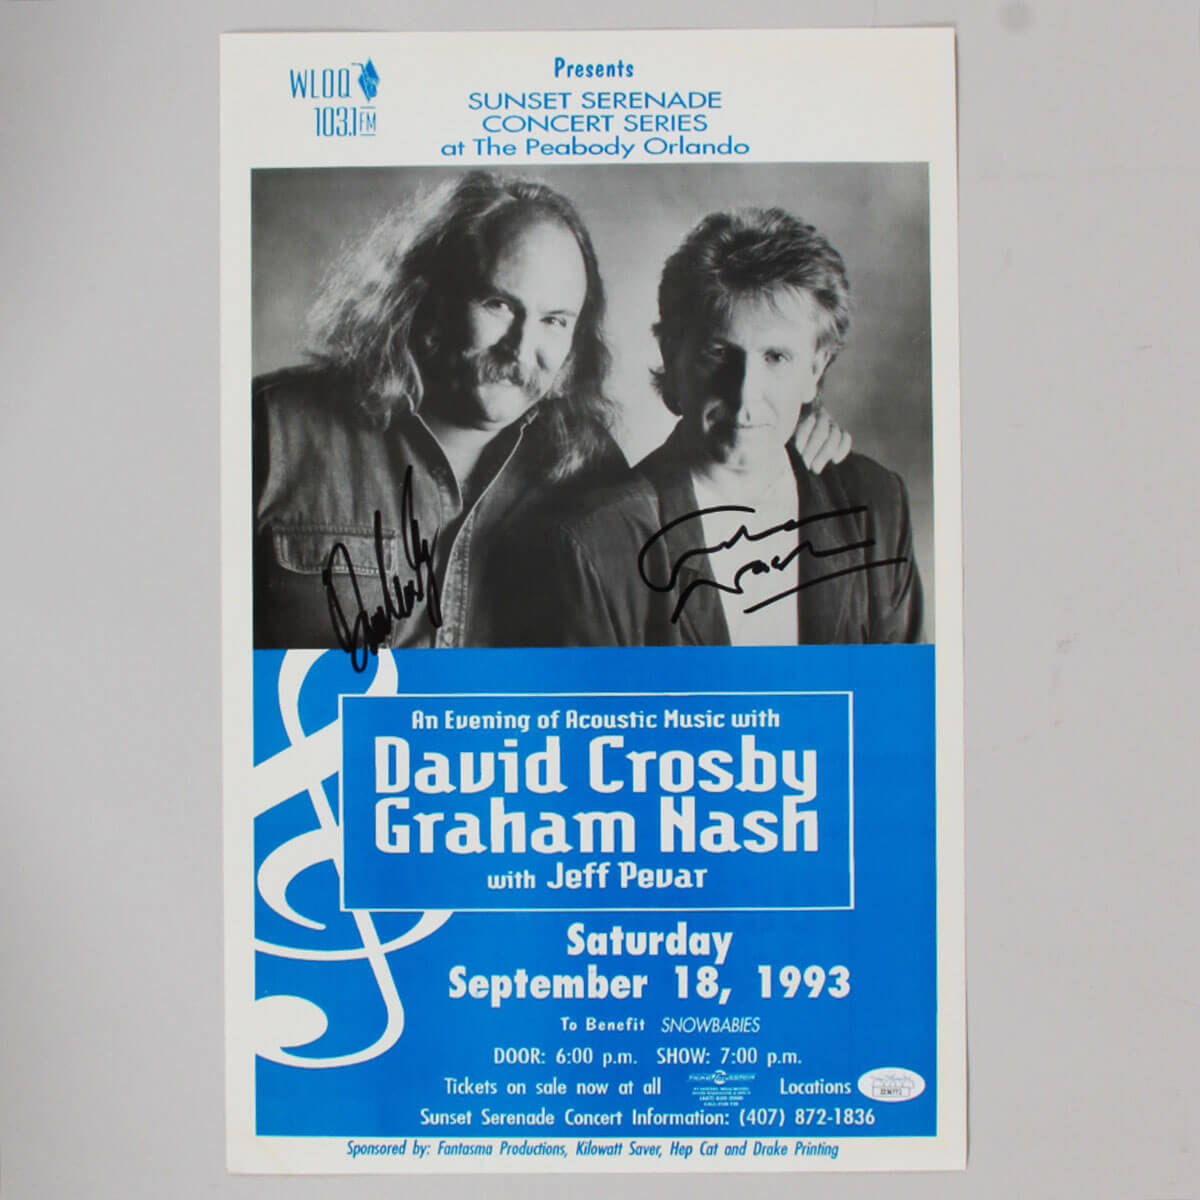 WLOQ
103.1 FM
Presents
SUNSET SERENADE
CONCERT SERIES
at The Peabody Orlando
An Evening of Acoustic Music with
David Crosby
Graham Nash
with Jeff Pevar
Saturday
September 18, 1993
To Benefit SNOWBABIES
DOOR: 6:00 p.m. SHOW: 7:00 p.m.
Tickets on sale now at all Locations
Sunset Serenade Concert Information: (407) 872-1836
Sponsored by: Fantasma Productions, Kilowatt Saver, Hep Cat and Drake Printing